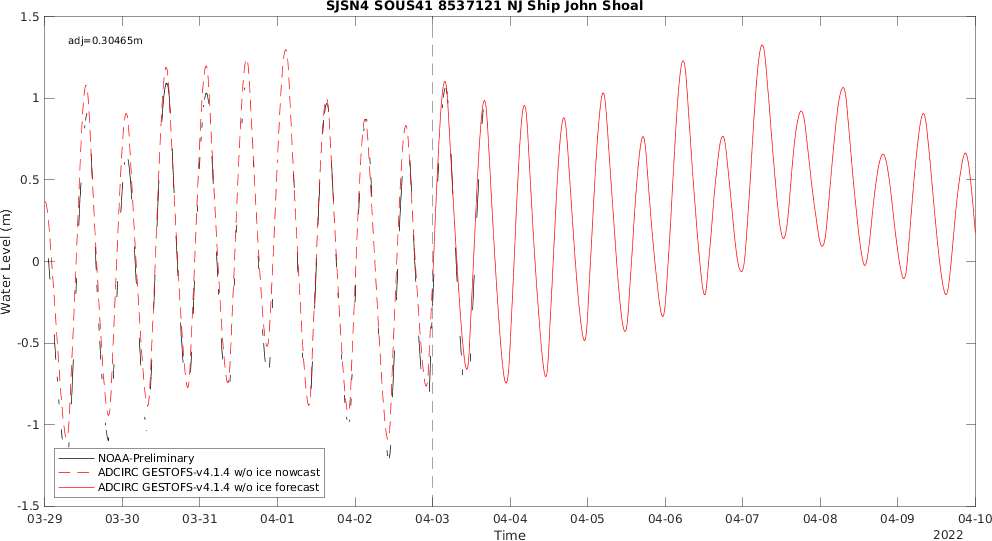 SJSN4 SOUS41 8537121 NJ Ship John Shoal
adj=0.30465m
1.5
1
0.5
0
-0.5
-1
-1.5
Water Level (m)
NOAA-Preliminary
ADCIRC GESTOFS-v4.1.4 w/o ice nowcast
ADCIRC GESTOFS-v4.1.4 w/o ice forecast
03-29 03-30 03-31 04-01 04-02 04-03 04-04 04-05 04-06 04-07 04-08 04-09 04-10
Time
2022